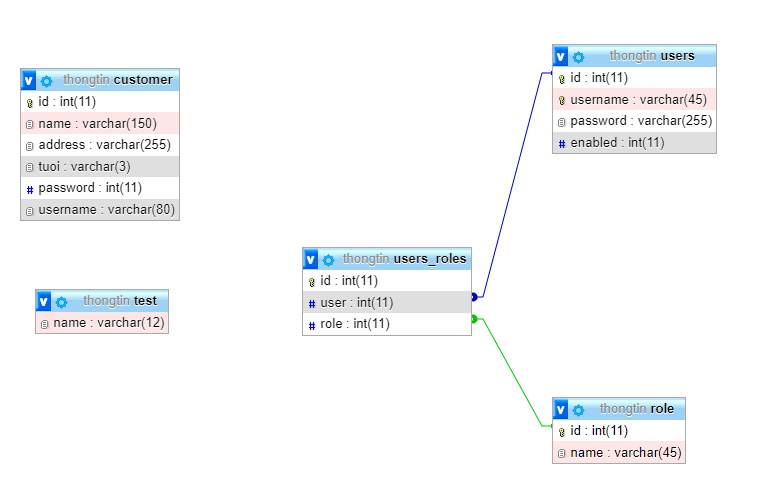 v thongtin customer
id : int(11)
name : varchar(150)
address : varchar(255)
tuoi : varchar(3)
# password : int(11)
username : varchar(80)
v thongtin test
name : varchar(12)
v thongtin users_roles
id : int(11)
# user : int(11)
# role : int(11)
v thongtin users
id : int(11)
username : varchar(45)
password : varchar(255)
# enabled : int(11)
v thongtin role
id : int(11)
name : varchar(45)